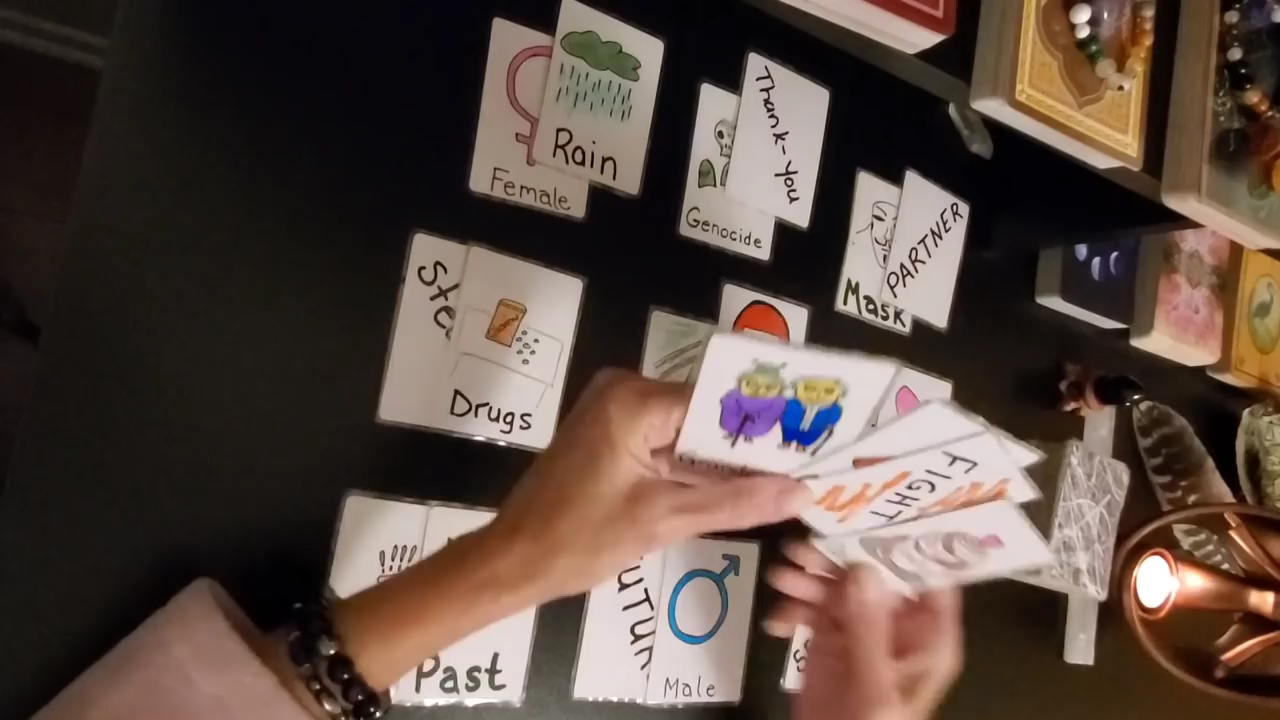 Rain
Female
Thank-You
Genocide
PARTNER
Mask
Drugs
FIGHT
Past
Male